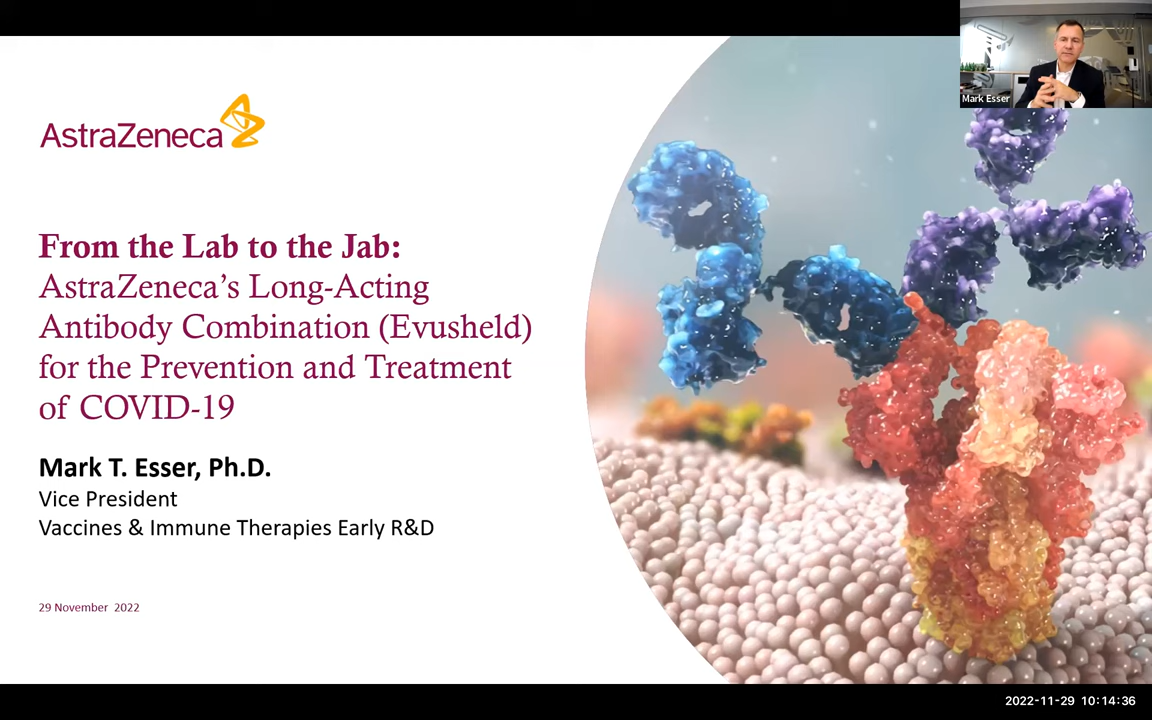 Mark Esser
AstraZeneca
From the Lab to the Jab:
AstraZeneca's Long-Acting
Antibody Combination (Evusheld)
for the Prevention and Treatment
of COVID-19
Mark T. Esser, Ph.D.
Vice President
Vaccines & Immune Therapies Early R&D
29 November 2022
2022-11-29 10:14:36